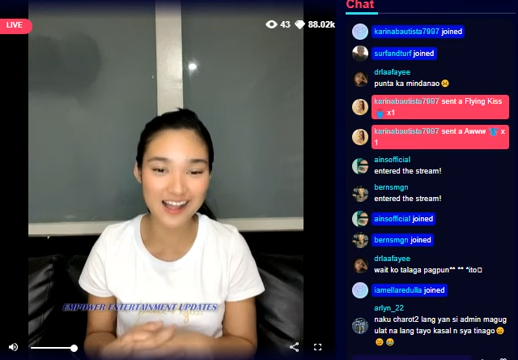 LIVE
43 88.02k
EMPOWER ENTERTAINMENT UPDATES
Chat
karinabautista7997 joined
surfandturf joined
drlaafayee
punta ka mindanao
karinabautista7997 sent a Flying Kiss
x1
karinabautista7997 sent a Awww x
1
ainsofficial
entered the stream!
bernsmgn
entered the stream!
ainsofficial joined
bernsmgn joined
drlaafayee
wait ko talaga pagpun** ** *ito
iamellaredulla joined
arlyn_22
naku charot2 lang yan si admin magug
ulat na lang tayo kasal n sya tinago